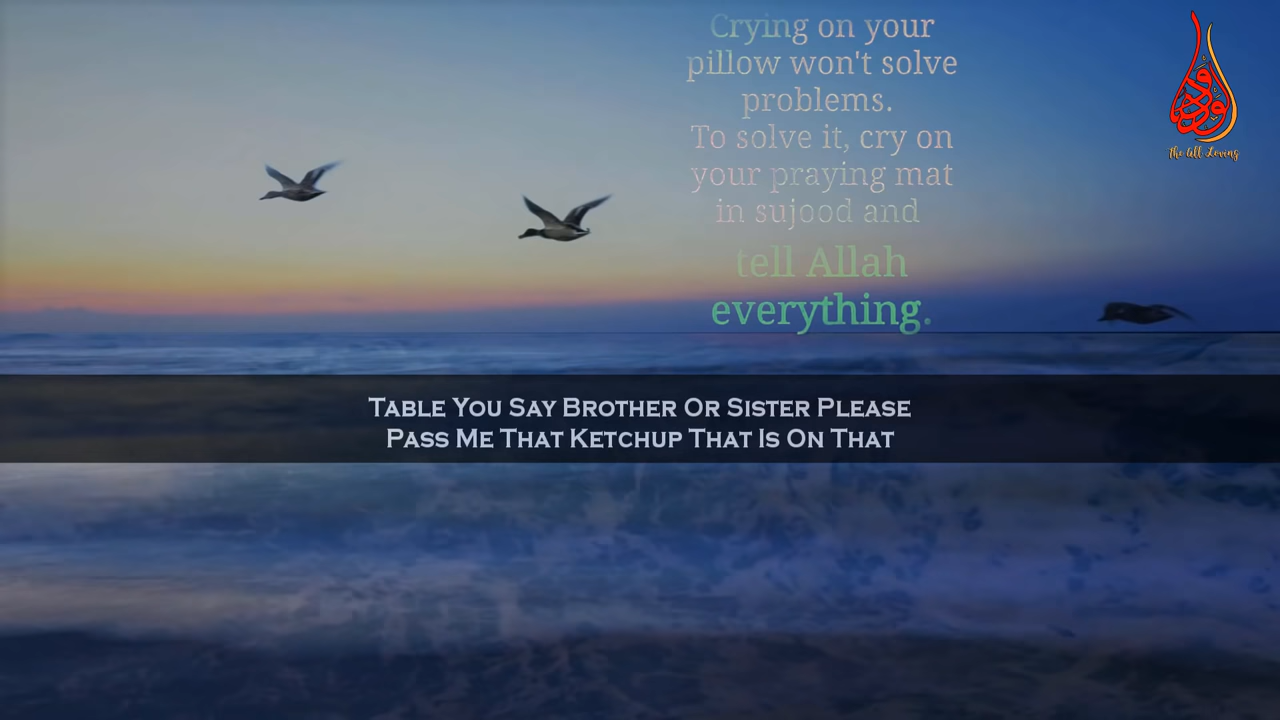 Crying on your
pillow won't solve
problems.
To solve it, cry on
your praying mat
in sujood and
tell Allah
everything.
الودود
The All Loving
TABLE YOU SAY BROTHER OR SISTER PLEASE
PASS ME THAT KETCHUP THAT IS ON THAT